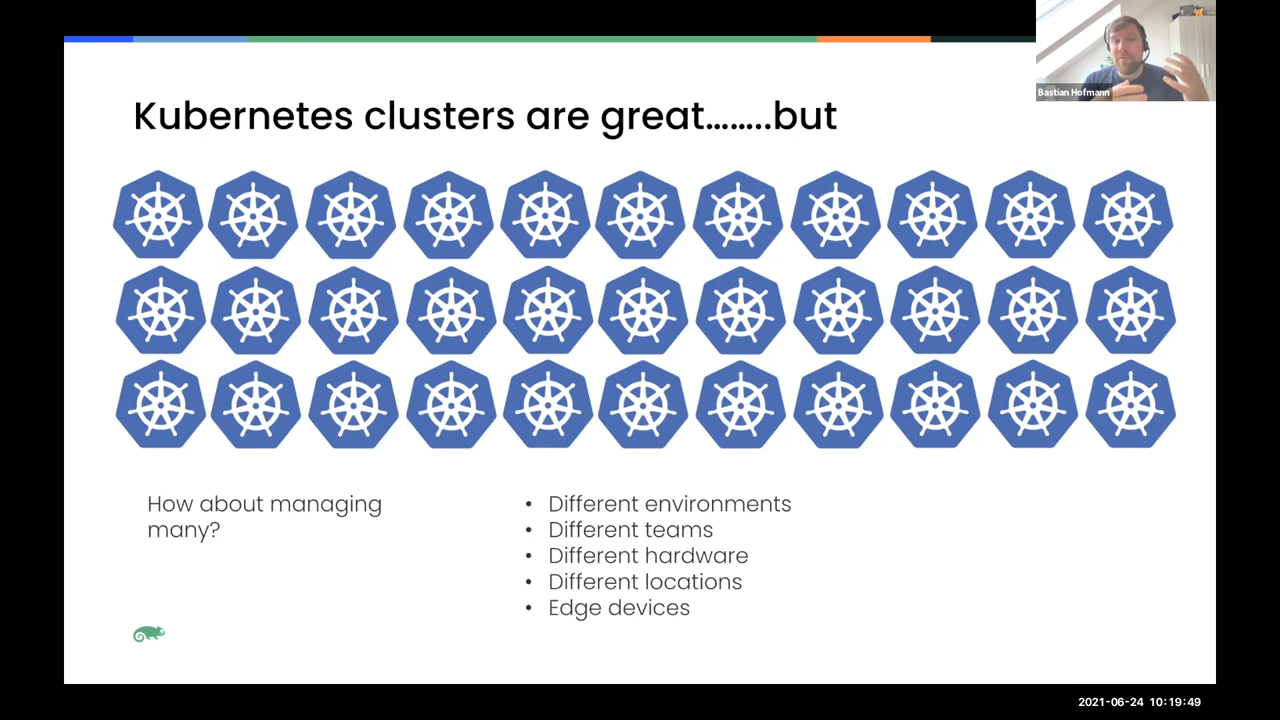 Bastian Hofmann
Kubernetes clusters are great........but
How about managing
many?
• Different environments
• Different teams
• Different hardware
• Different locations
• Edge devices
2021-06-24 10:19:49